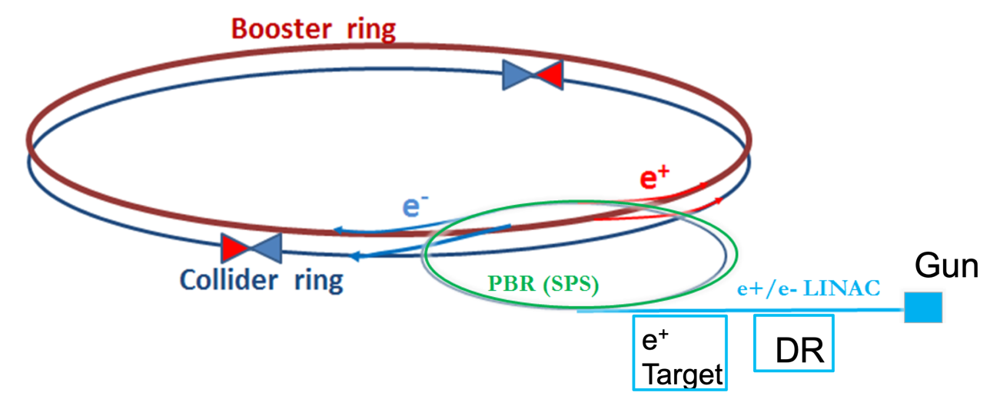 Booster ring
e⁺
e⁻
Gun
Collider ring
PBR (SPS)
e+/e- LINAC
e⁺
Target
DR